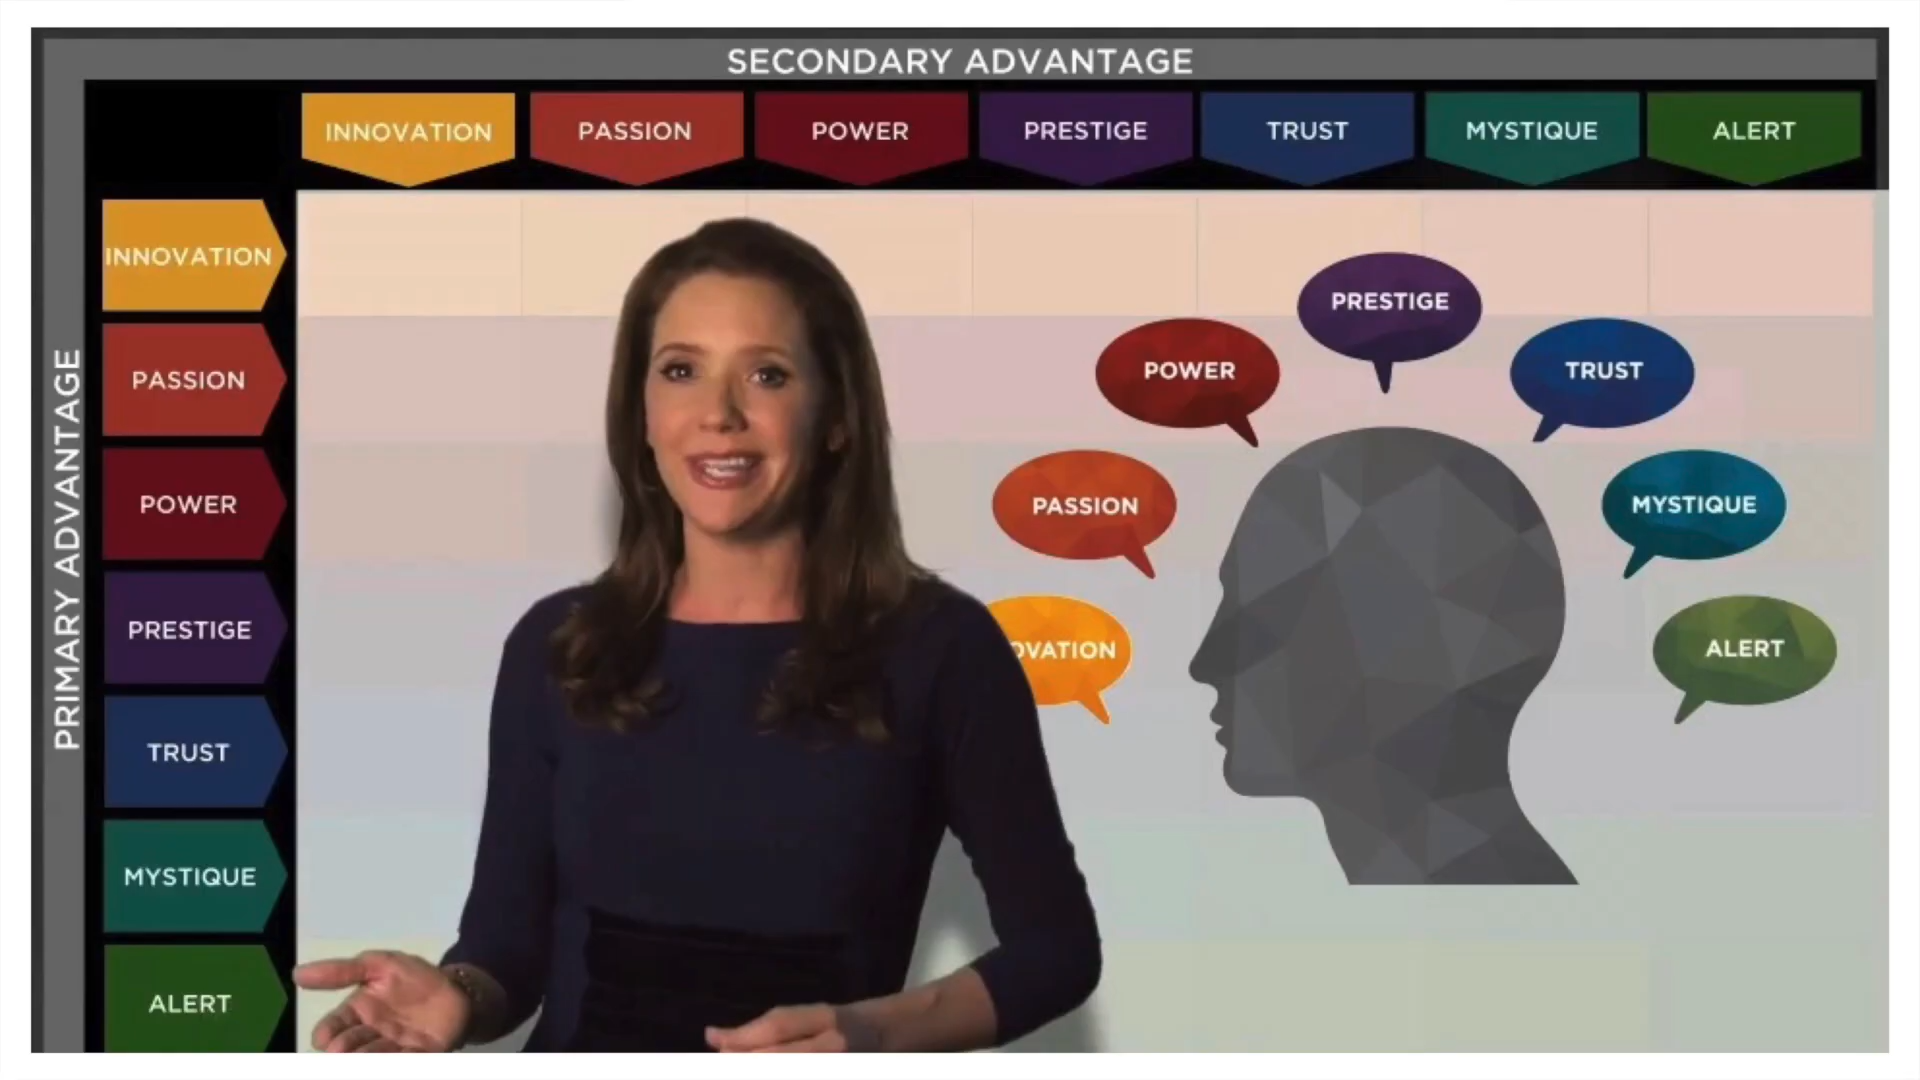 SECONDARY ADVANTAGE
INNOVATION PASSION POWER PRESTIGE TRUST MYSTIQUE ALERT
PRIMARY ADVANTAGE
INNOVATION
PASSION
POWER
PRESTIGE
TRUST
MYSTIQUE
ALERT
PRESTIGE
POWER
TRUST
PASSION
MYSTIQUE
OVATION
ALERT